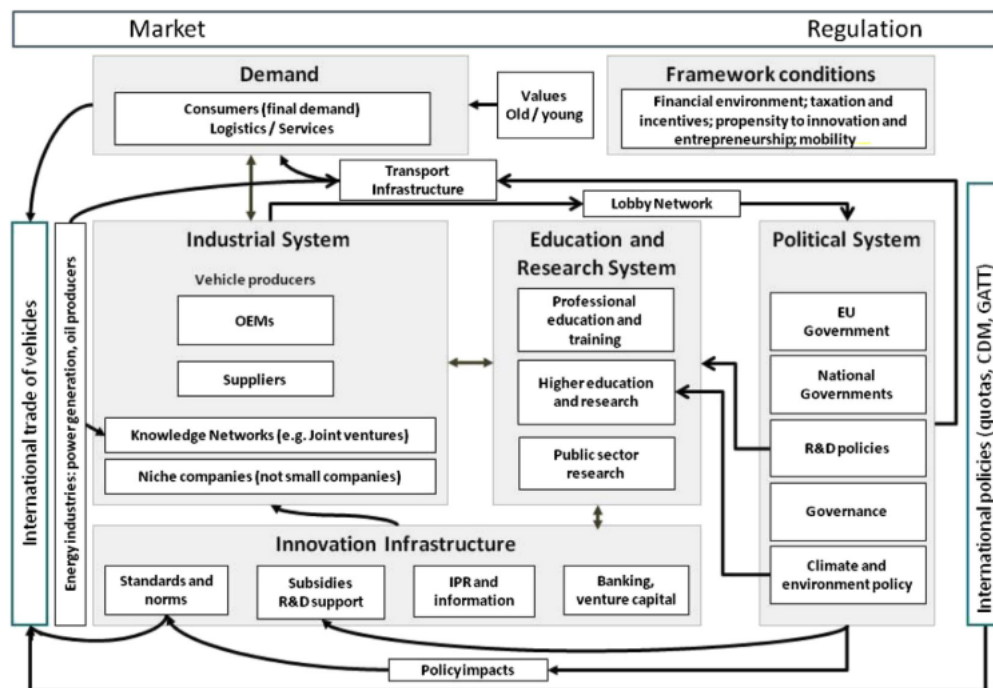 Market
Regulation
Demand
Consumers (final demand)
Logistics / Services
Values
Old / young
Framework conditions
Financial environment; taxation and
incentives; propensity to innovation and
entrepreneurship; mobility...
Transport
Infrastructure
Lobby Network
International trade of vehicles
Energy industries: power generation, oil producers
Industrial System
Vehicle producers
OEMs
Suppliers
Knowledge Networks (e.g. Joint ventures)
Niche companies (not small companies)
Education and
Research System
Professional
education and
training
Higher education
and research
Public sector
research
Political System
EU
Government
National
Governments
R&D policies
Governance
Climate and
environment policy
International policies (quotas, CDM, GATT)
Innovation Infrastructure
Standards and
norms
Subsidies
R&D support
IPR and
information
Banking,
venture capital
Policy impacts